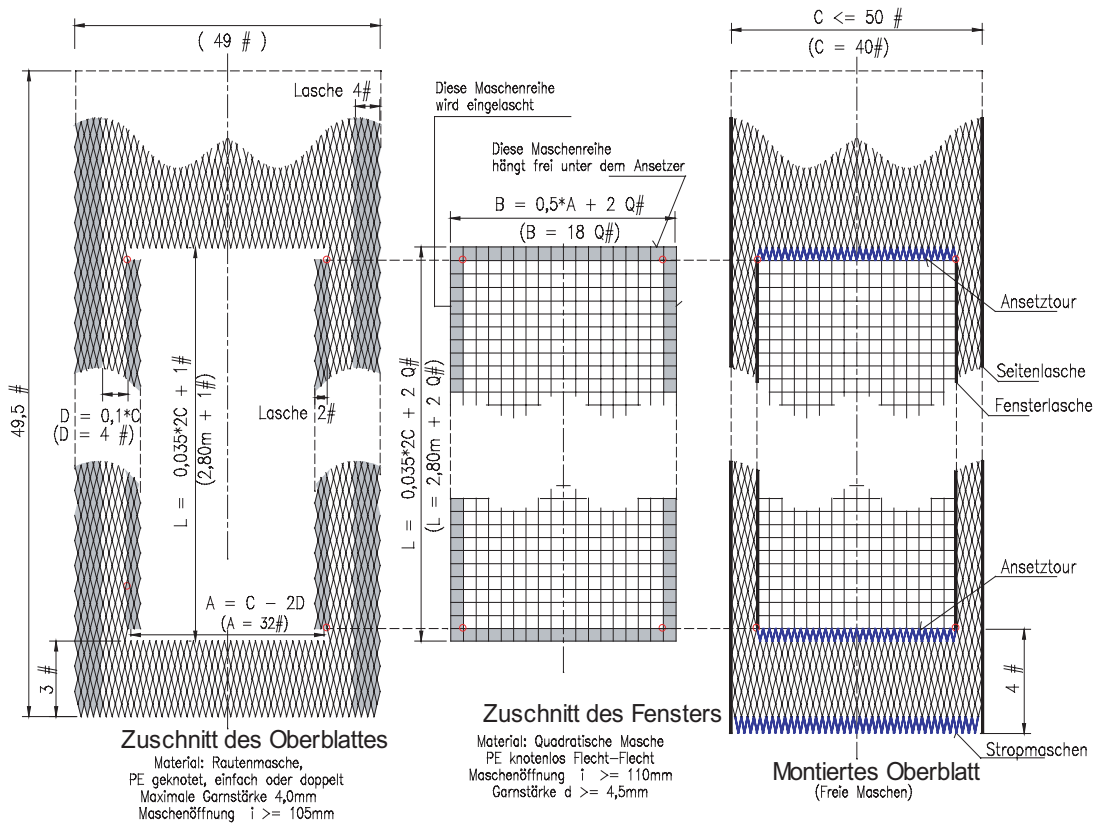 ( 49 # )
Lasche 4#
49,5 #
D = 0,1*C
(D = 4 #)
Lasche 2#
L = 0,035*2C + 1#
(2,80m + 1#)
A = C - 2D
(A = 32#)
3 #
Zuschnitt des Oberblattes
Material: Rautenmasche,
PE geknotet, einfach oder doppelt
Maximale Garnstärke 4,0mm
Maschenöffnung i >= 105mm
Diese Maschenreihe
wird eingelascht
Diese Maschenreihe
hängt frei unter dem Ansetzer
B = 0,5*A + 2 Q#
(B = 18 Q#)
L = 0,035*2C + 2 Q#
(L = 2,80m + 2 Q#)
Zuschnitt des Fensters
Material: Quadratische Masche
PE knotenlos Flecht-Flecht
Maschenöffnung i >= 110mm
Garnstärke d >= 4,5mm
C <= 50 #
(C = 40#)
Ansetztour
Seitenlasche
Fensterlasche
Ansetztour
4 #
Stropmaschen
Montiertes Oberblatt
(Freie Maschen)